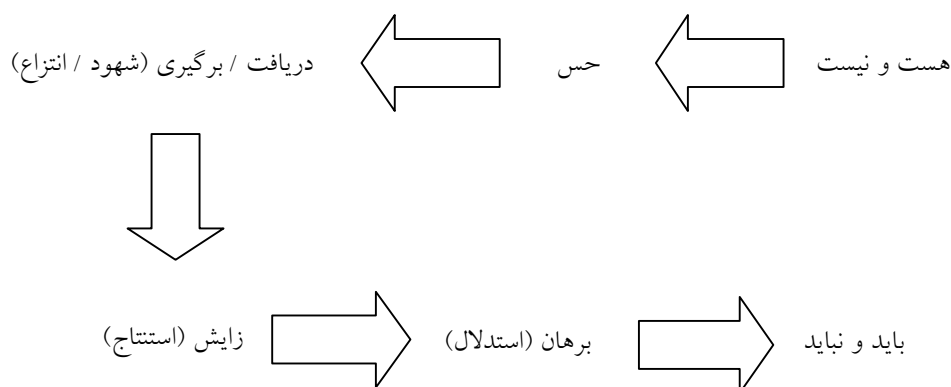 هست و نیست
حس
دریافت / برگیری (شهود / انتزاع)
زایش (استنتاج)
برهان (استدلال)
باید و نباید